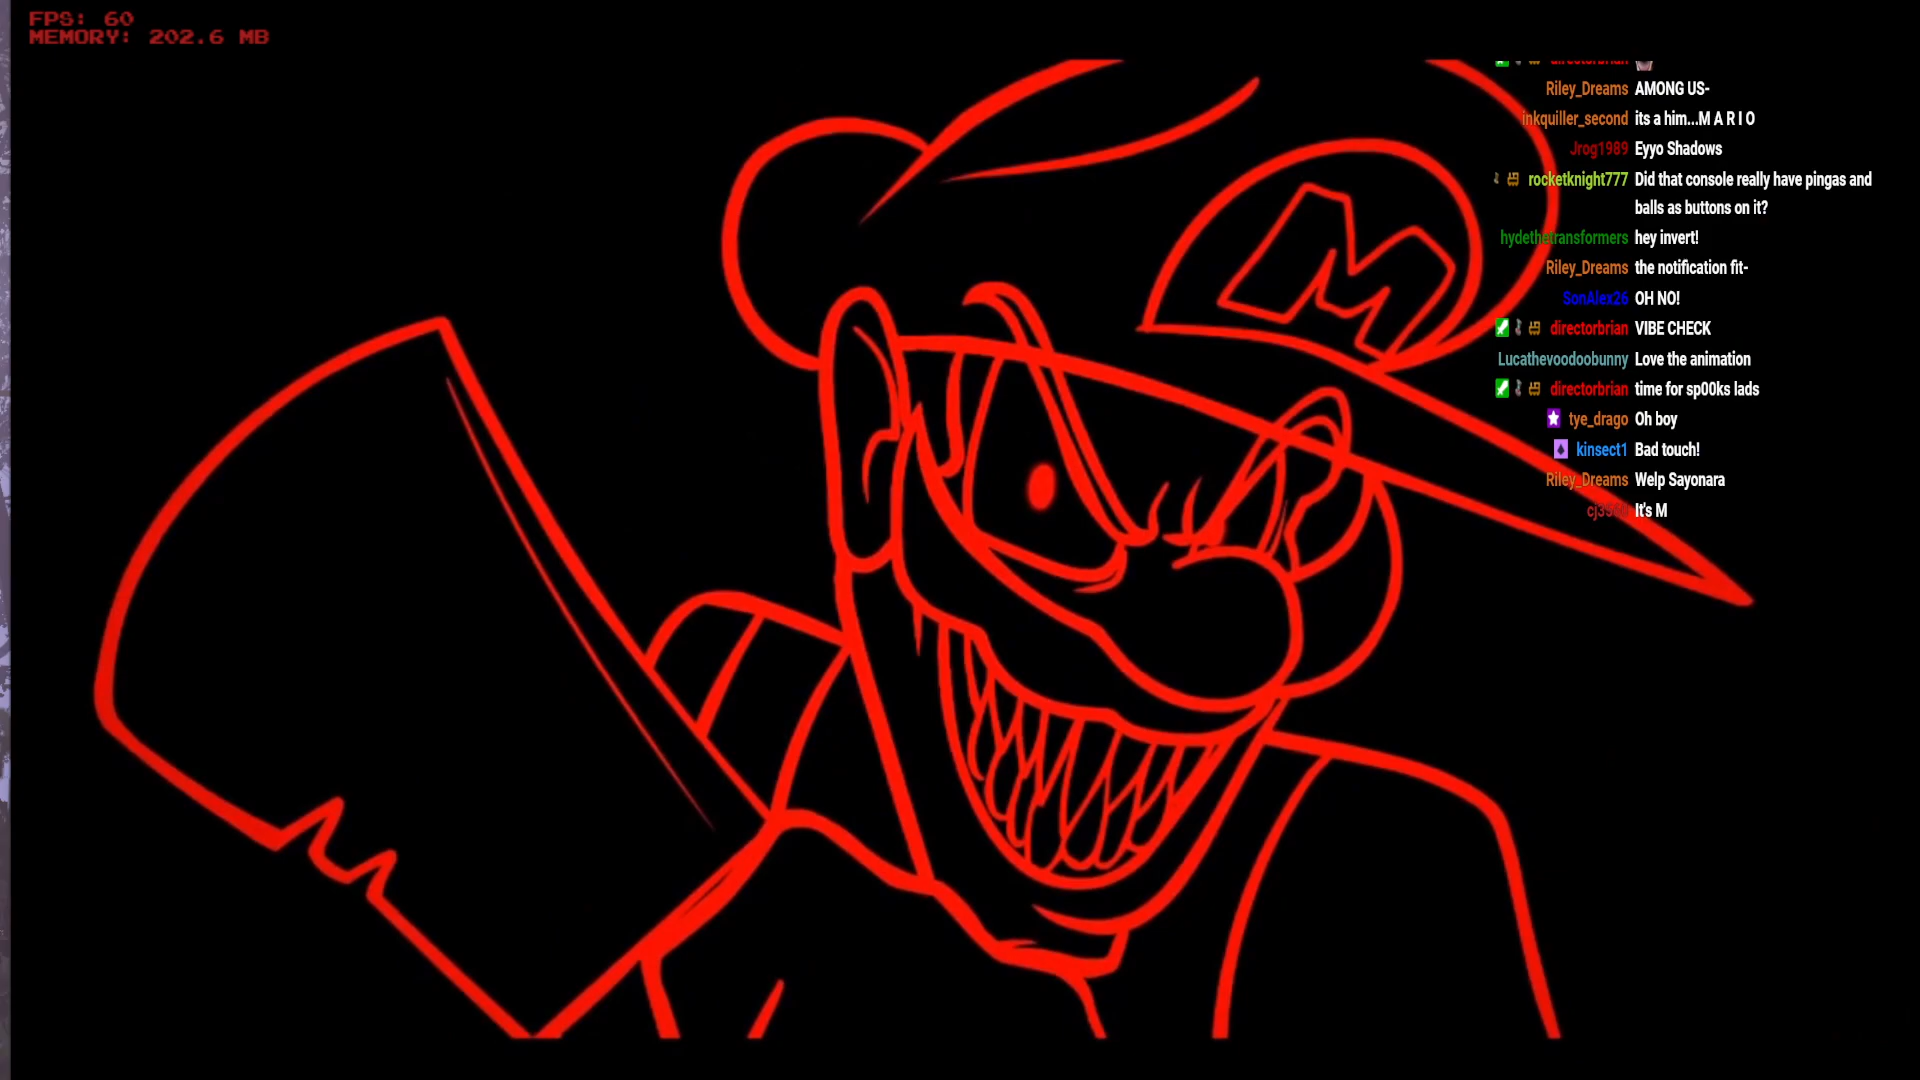 FPS: 60
MEMORY: 202.6 MB
directorbrian
Riley_Dreams AMONG US-
inkquiller_second its a him...M A R I O
Jrog1989 Eyyo Shadows
rocketknight777 Did that console really have pingas and
balls as buttons on it?
hydethetransformers hey invert!
Riley_Dreams the notification fit-
SonAlex26 OH NO!
directorbrian VIBE CHECK
Lucathevoodoobunny Love the animation
directorbrian time for sp00ks lads
tye_drago Oh boy
kinsect1 Bad touch!
Riley_Dreams Welp Sayonara
It's M
M